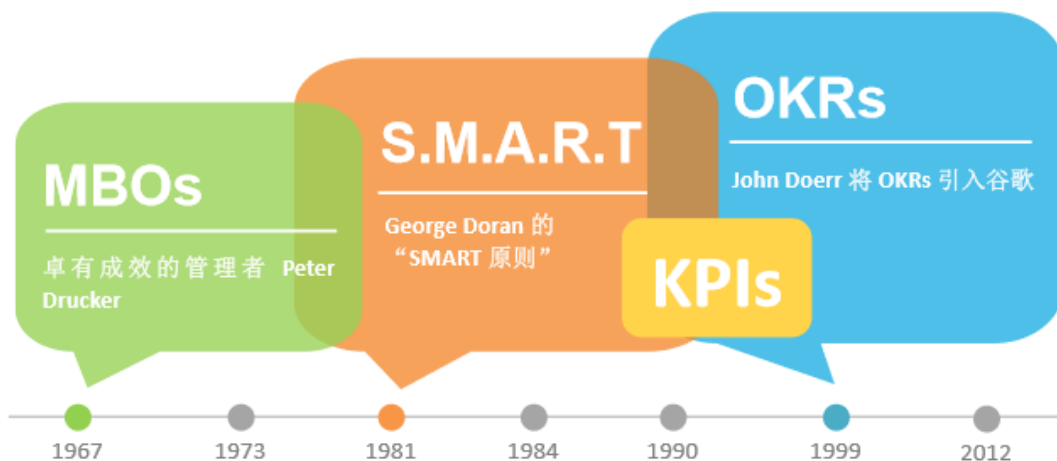 MBOs
卓有成效的管理者 Peter
Drucker
S.M.A.R.T
George Doran 的
“SMART 原则”
OKRs
John Doerr 将 OKRs 引入谷歌
KPIs
1967
1973
1981
1984
1990
1999
2012